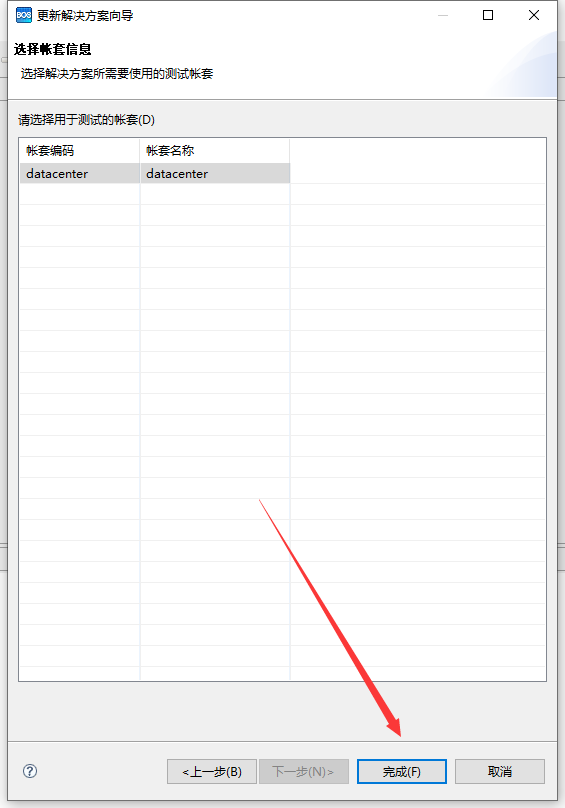 BOS 更新解决方案向导
选择帐套信息
选择解决方案所需要使用的测试帐套
请选择用于测试的帐套(D)
帐套编码 帐套名称
datacenter datacenter
? <上一步(B) 下一步(N)> 完成(F) 取消